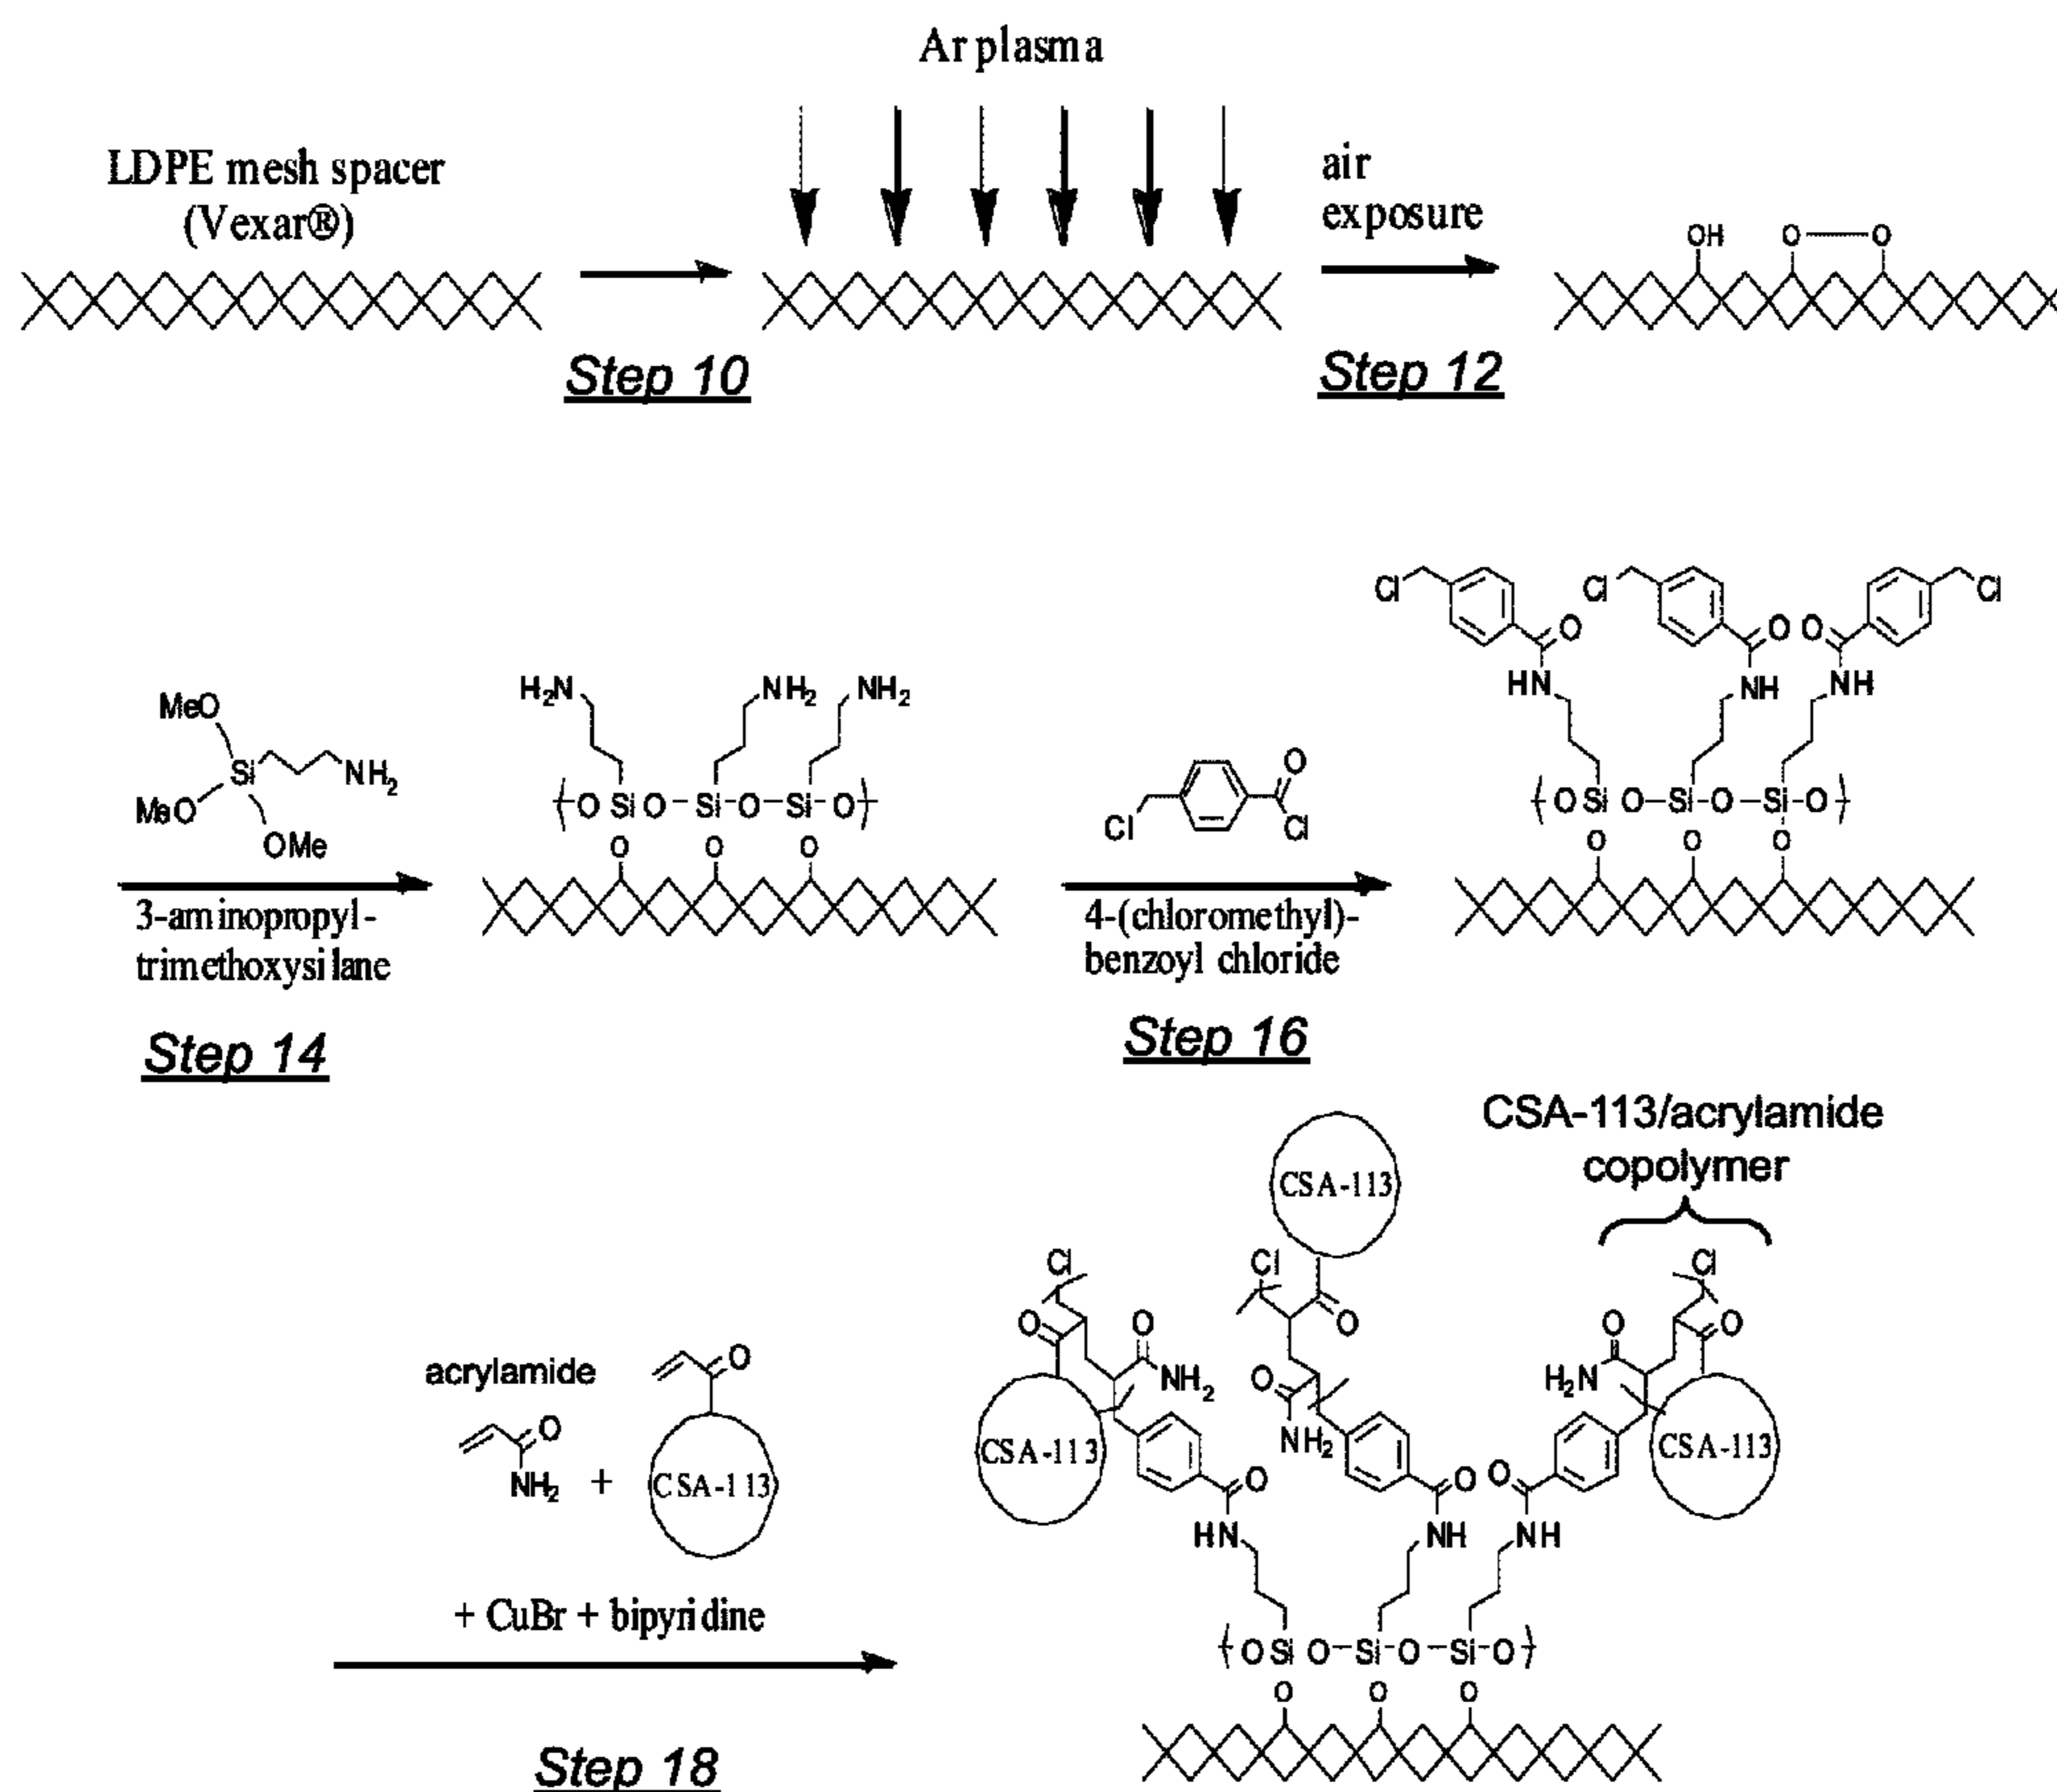 Ar plasma
LDPE mesh spacer
(Vexar®)
air
exposure
OH
O
O
Step 10
Step 12
MeO
Si
NH2
MeO
OMe
3-aminopropyl-
trimethoxysilane
Step 14
H2N
NH2
NH2
O Si O-Si-O-Si-O
O
O
O
O
Cl
Cl
4-(chloromethyl)-
benzoyl chloride
Step 16
Cl
Cl
Cl
O
O
O
HN
NH
NH
O Si O-Si-O-Si-O
O
O
O
acrylamide
O
NH2
+
O
CSA-113
+ CuBr + bipyridine
Step 18
CSA-113/acrylamide
copolymer
CSA-113
Cl
Cl
Cl
O
O
O
O
O
NH2
O
H2N
CSA-113
NH2
CSA-113
O
O
O
HN
NH
NH
O Si O-Si-O-Si-O
O
O
O